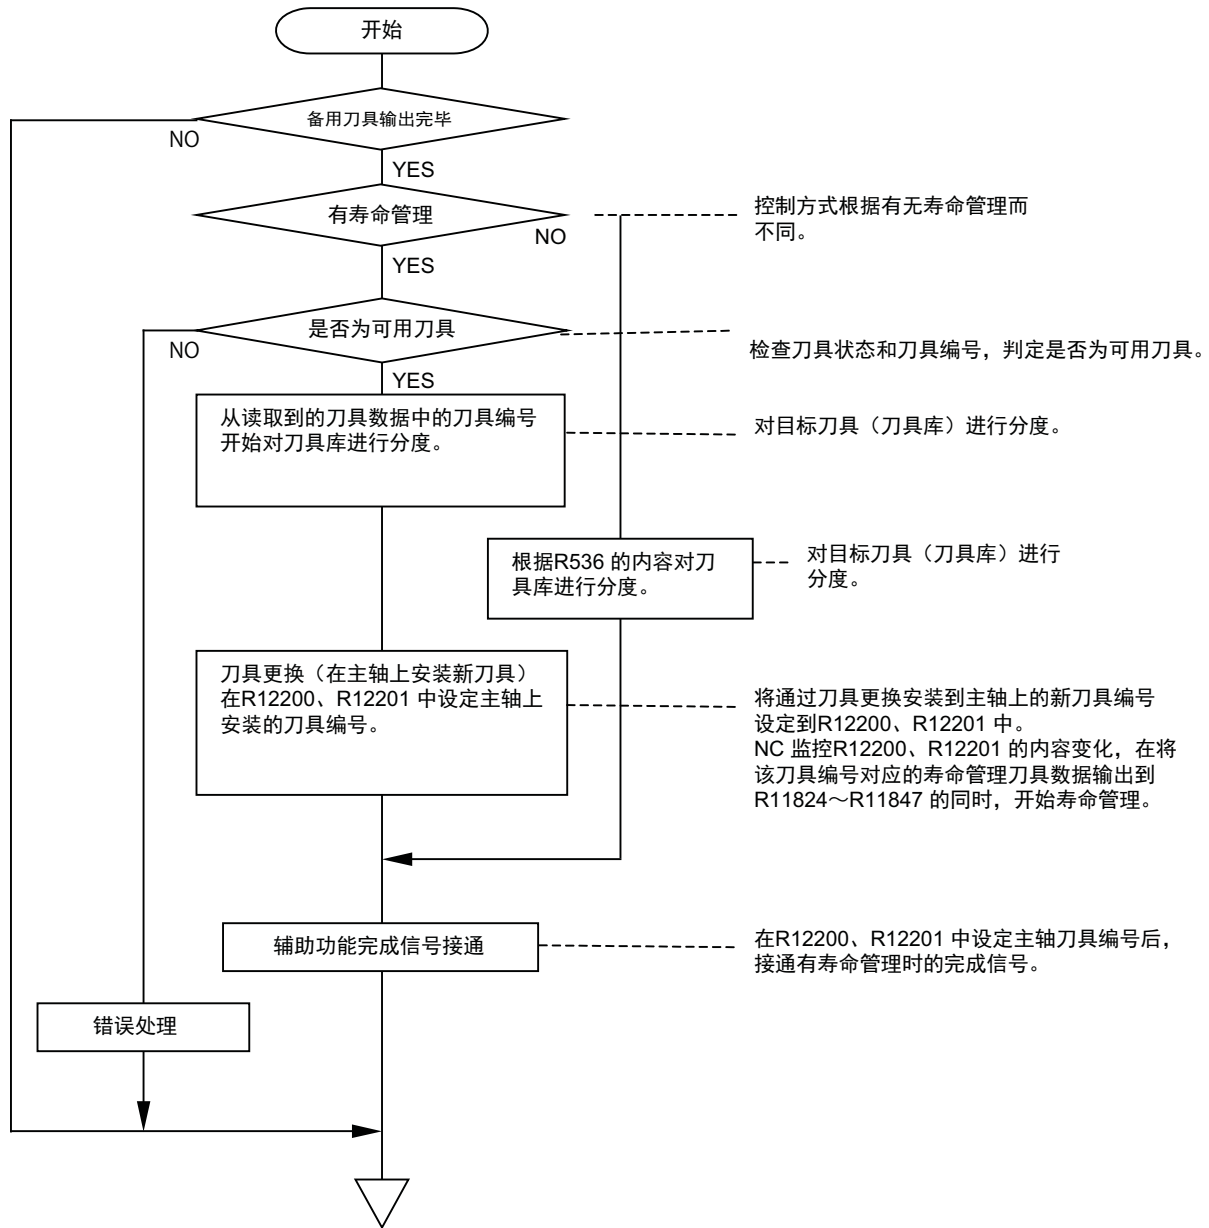 开始
备用刀具输出完毕
NO
YES
有寿命管理
NO
控制方式根据有无寿命管理而
不同。
YES
是否为可用刀具
NO
检查刀具状态和刀具编号，判定是否为可用刀具。
YES
从读取到的刀具数据中的刀具编号
开始对刀具库进行分度。
对目标刀具（刀具库）进行分度。
根据R536 的内容对刀
具库进行分度。
对目标刀具（刀具库）进行
分度。
刀具更换（在主轴上安装新刀具）
在R12200、R12201 中设定主轴上
安装的刀具编号。
将通过刀具更换安装到主轴上的新刀具编号
设定到R12200、R12201 中。
NC 监控R12200、R12201 的内容变化，在将
该刀具编号对应的寿命管理刀具数据输出到
R11824～R11847 的同时，开始寿命管理。
辅助功能完成信号接通
在R12200、R12201 中设定主轴刀具编号后，
接通有寿命管理时的完成信号。
错误处理